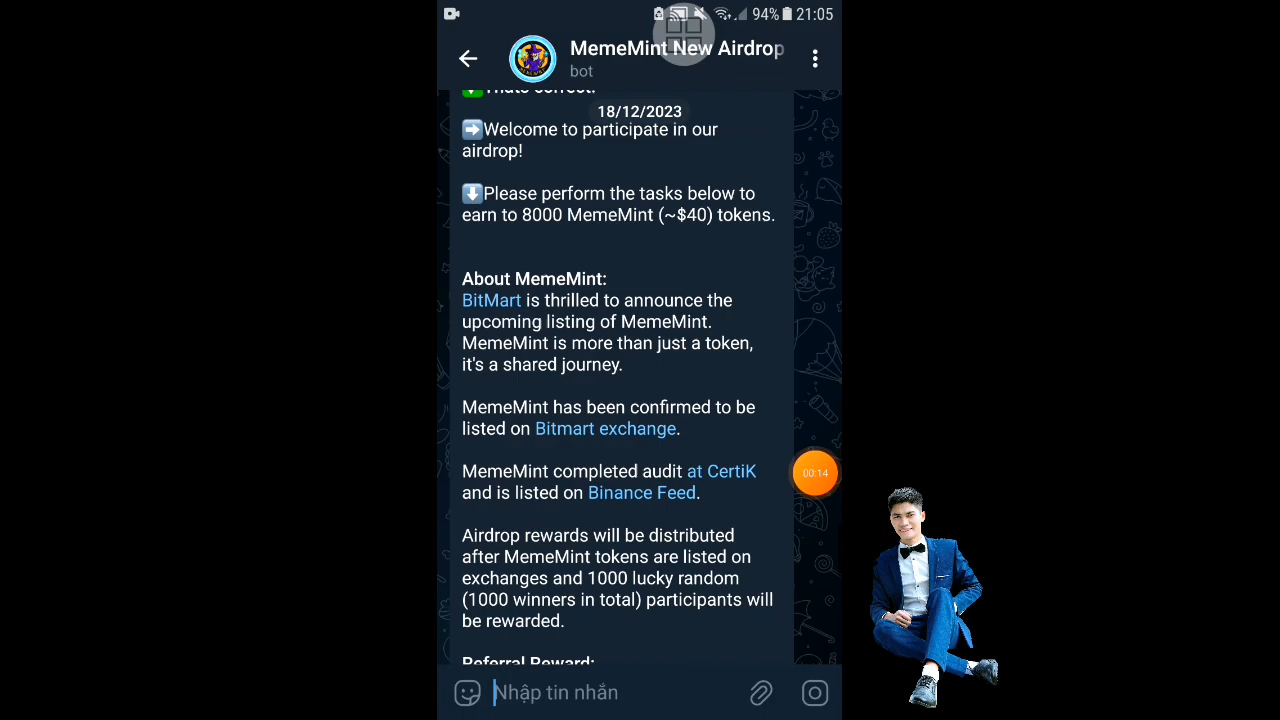 94% 21:05
MemeMint New Airdrop
bot
Thats correct!
18/12/2023
Welcome to participate in our
airdrop!
Please perform the tasks below to
earn to 8000 MemeMint (~$40) tokens.
About MemeMint:
BitMart is thrilled to announce the
upcoming listing of MemeMint.
MemeMint is more than just a token,
it's a shared journey.
MemeMint has been confirmed to be
listed on Bitmart exchange.
MemeMint completed audit at CertiK
and is listed on Binance Feed.
00:14
Airdrop rewards will be distributed
after MemeMint tokens are listed on
exchanges and 1000 lucky random
(1000 winners in total) participants will
be rewarded.
Referral Reward:
Nhập tin nhắn